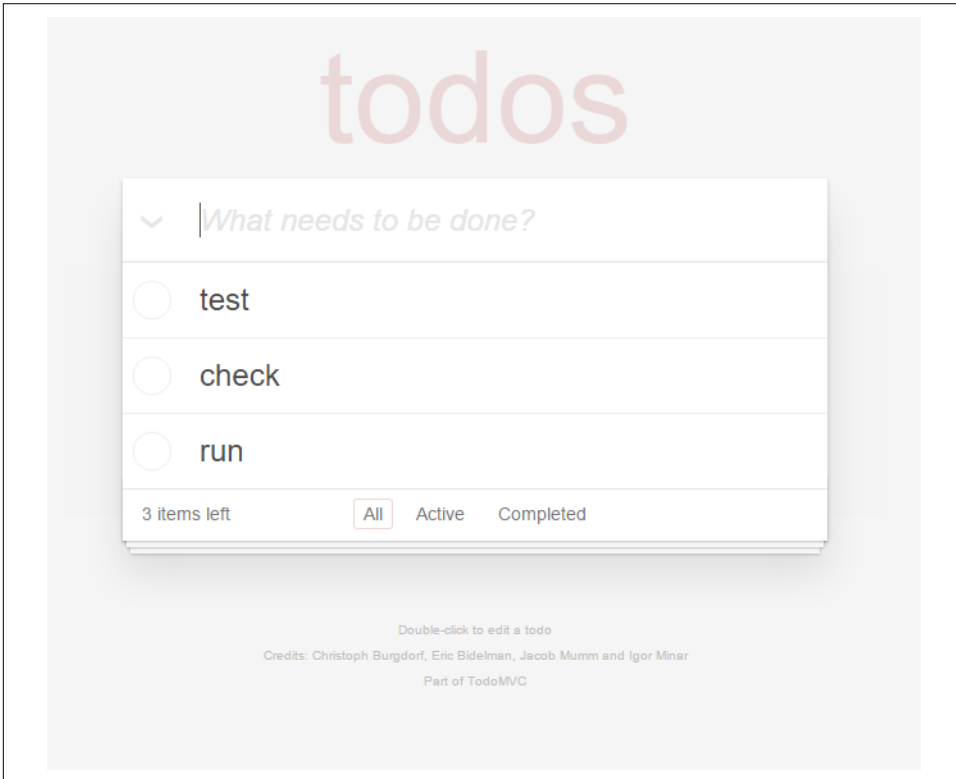 todos
What needs to be done?
test
check
run
3 items left All Active Completed
Double-click to edit a todo
Credits: Christoph Burgdorf, Eric Bidelman, Jacob Mumm and Igor Minar
Part of TodoMVC